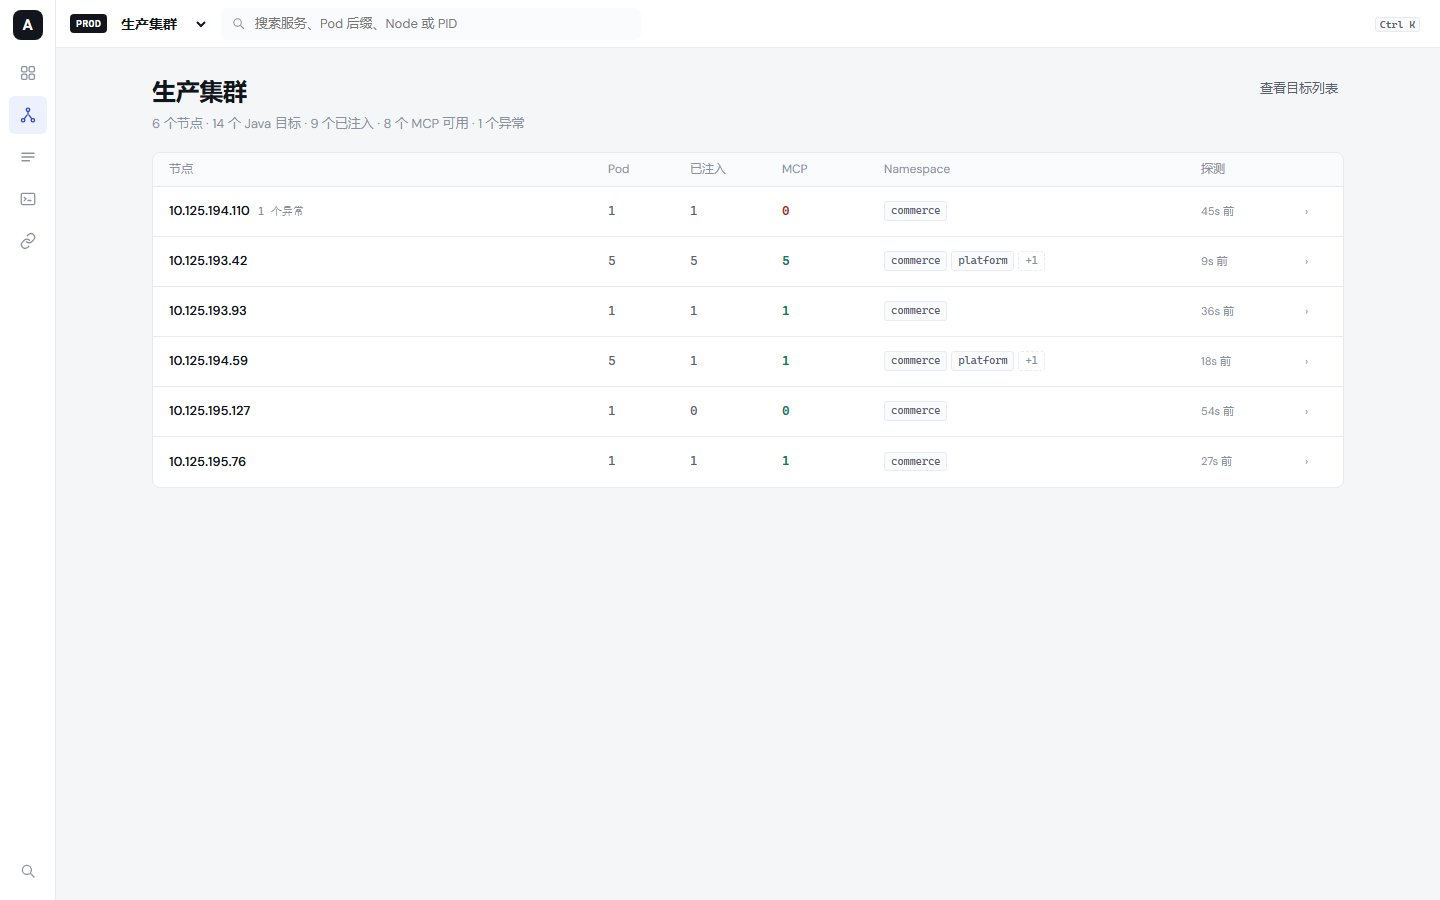 A
PROD 生产集群 搜索服务、Pod 后缀、Node 或 PID Ctrl K
生产集群
查看目标列表
6 个节点 · 14 个 Java 目标 · 9 个已注入 · 8 个 MCP 可用 · 1 个异常
节点 Pod 已注入 MCP Namespace 探测
10.125.194.110 1 个异常 1 1 0 commerce 45s 前 ›
10.125.193.42 5 5 5 commerce platform +1 9s 前 ›
10.125.193.93 1 1 1 commerce 36s 前 ›
10.125.194.59 5 1 1 commerce platform +1 18s 前 ›
10.125.195.127 1 0 0 commerce 54s 前 ›
10.125.195.76 1 1 1 commerce 27s 前 ›